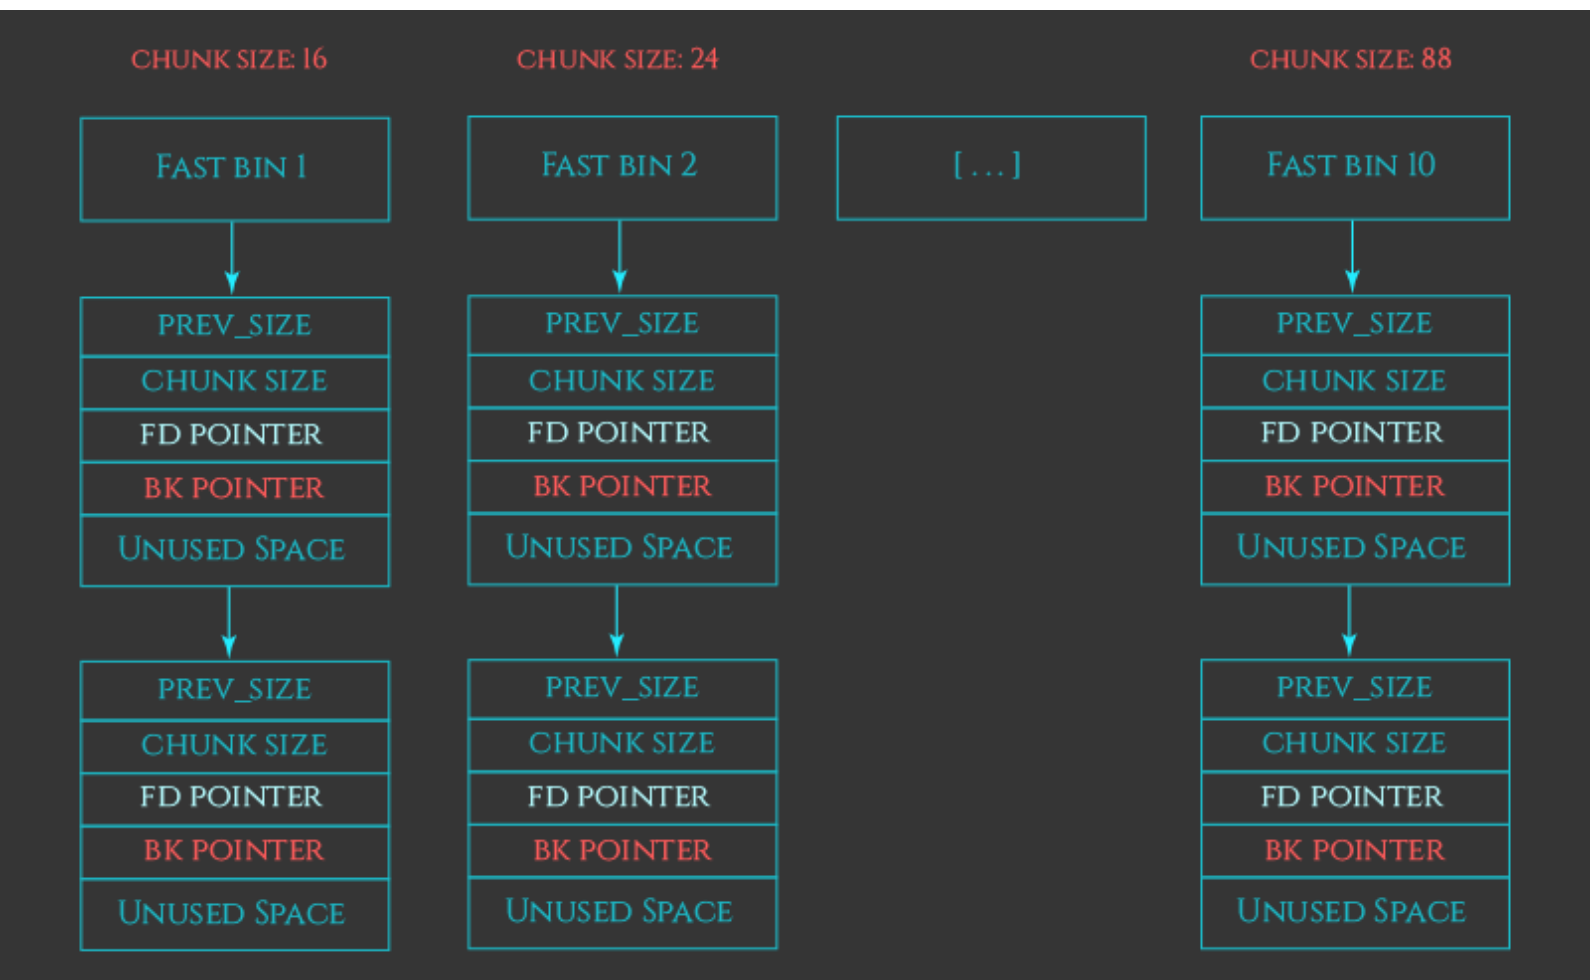 CHUNK SIZE: 16
CHUNK SIZE: 24
CHUNK SIZE: 88
FAST BIN 1
FAST BIN 2
[...]
FAST BIN 10
PREV_SIZE
CHUNK SIZE
FD POINTER
BK POINTER
UNUSED SPACE
PREV_SIZE
CHUNK SIZE
FD POINTER
BK POINTER
UNUSED SPACE
PREV_SIZE
CHUNK SIZE
FD POINTER
BK POINTER
UNUSED SPACE
PREV_SIZE
CHUNK SIZE
FD POINTER
BK POINTER
UNUSED SPACE
PREV_SIZE
CHUNK SIZE
FD POINTER
BK POINTER
UNUSED SPACE
PREV_SIZE
CHUNK SIZE
FD POINTER
BK POINTER
UNUSED SPACE